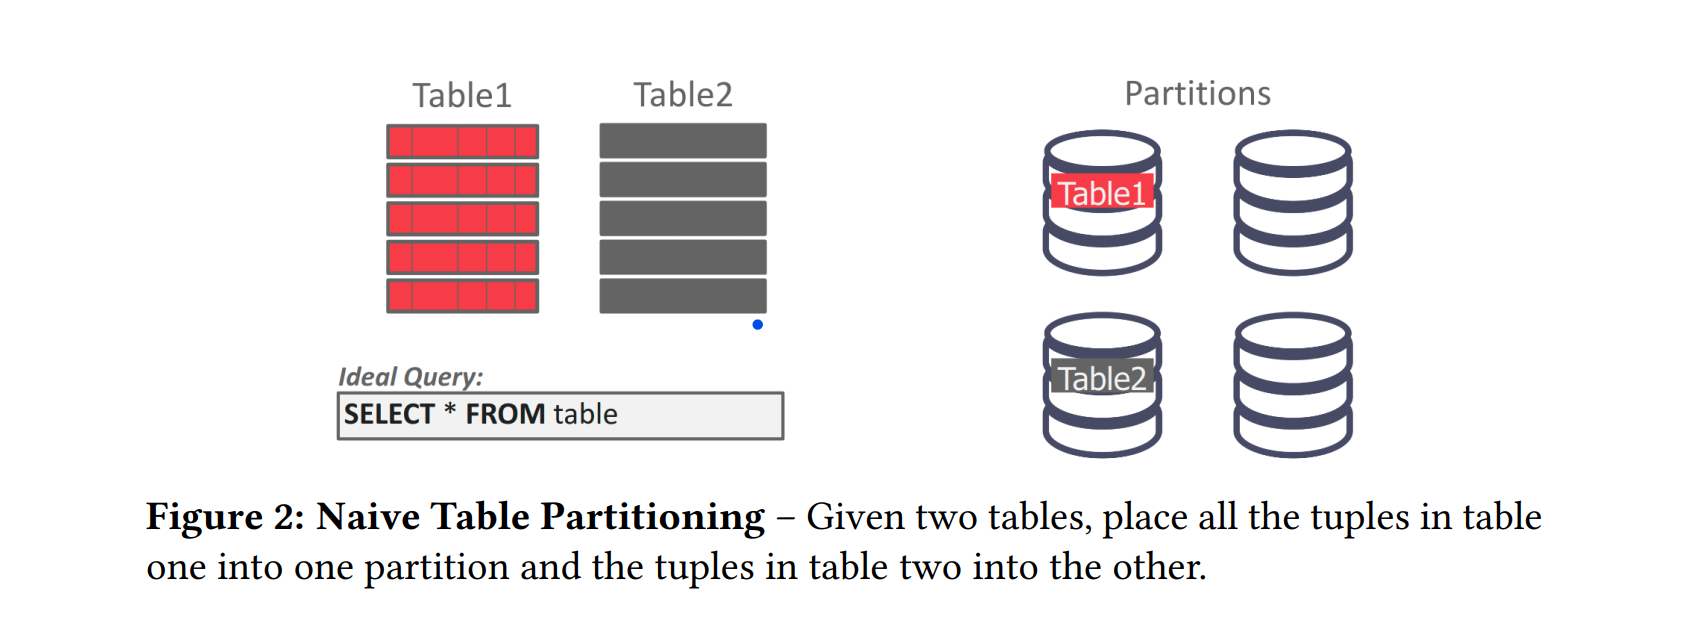 Table1
Table2
Partitions
Table1
Table2
Ideal Query:
SELECT * FROM table
Figure 2: Naive Table Partitioning – Given two tables, place all the tuples in table
one into one partition and the tuples in table two into the other.